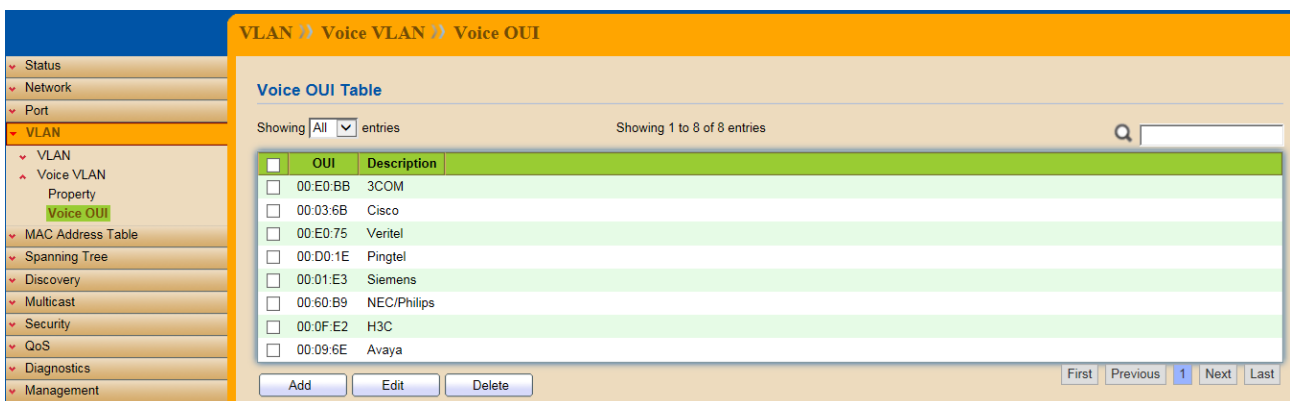 VLAN » Voice VLAN » Voice OUI
Status
Network
Port
VLAN
VLAN
Voice VLAN
Property
Voice OUI
MAC Address Table
Spanning Tree
Discovery
Multicast
Security
QoS
Diagnostics
Management
Voice OUI Table
Showing All entries Showing 1 to 8 of 8 entries
OUI Description
00:E0:BB 3COM
00:03:6B Cisco
00:E0:75 Veritel
00:D0:1E Pingtel
00:01:E3 Siemens
00:60:B9 NEC/Philips
00:0F:E2 H3C
00:09:6E Avaya
Add Edit Delete
First Previous 1 Next Last